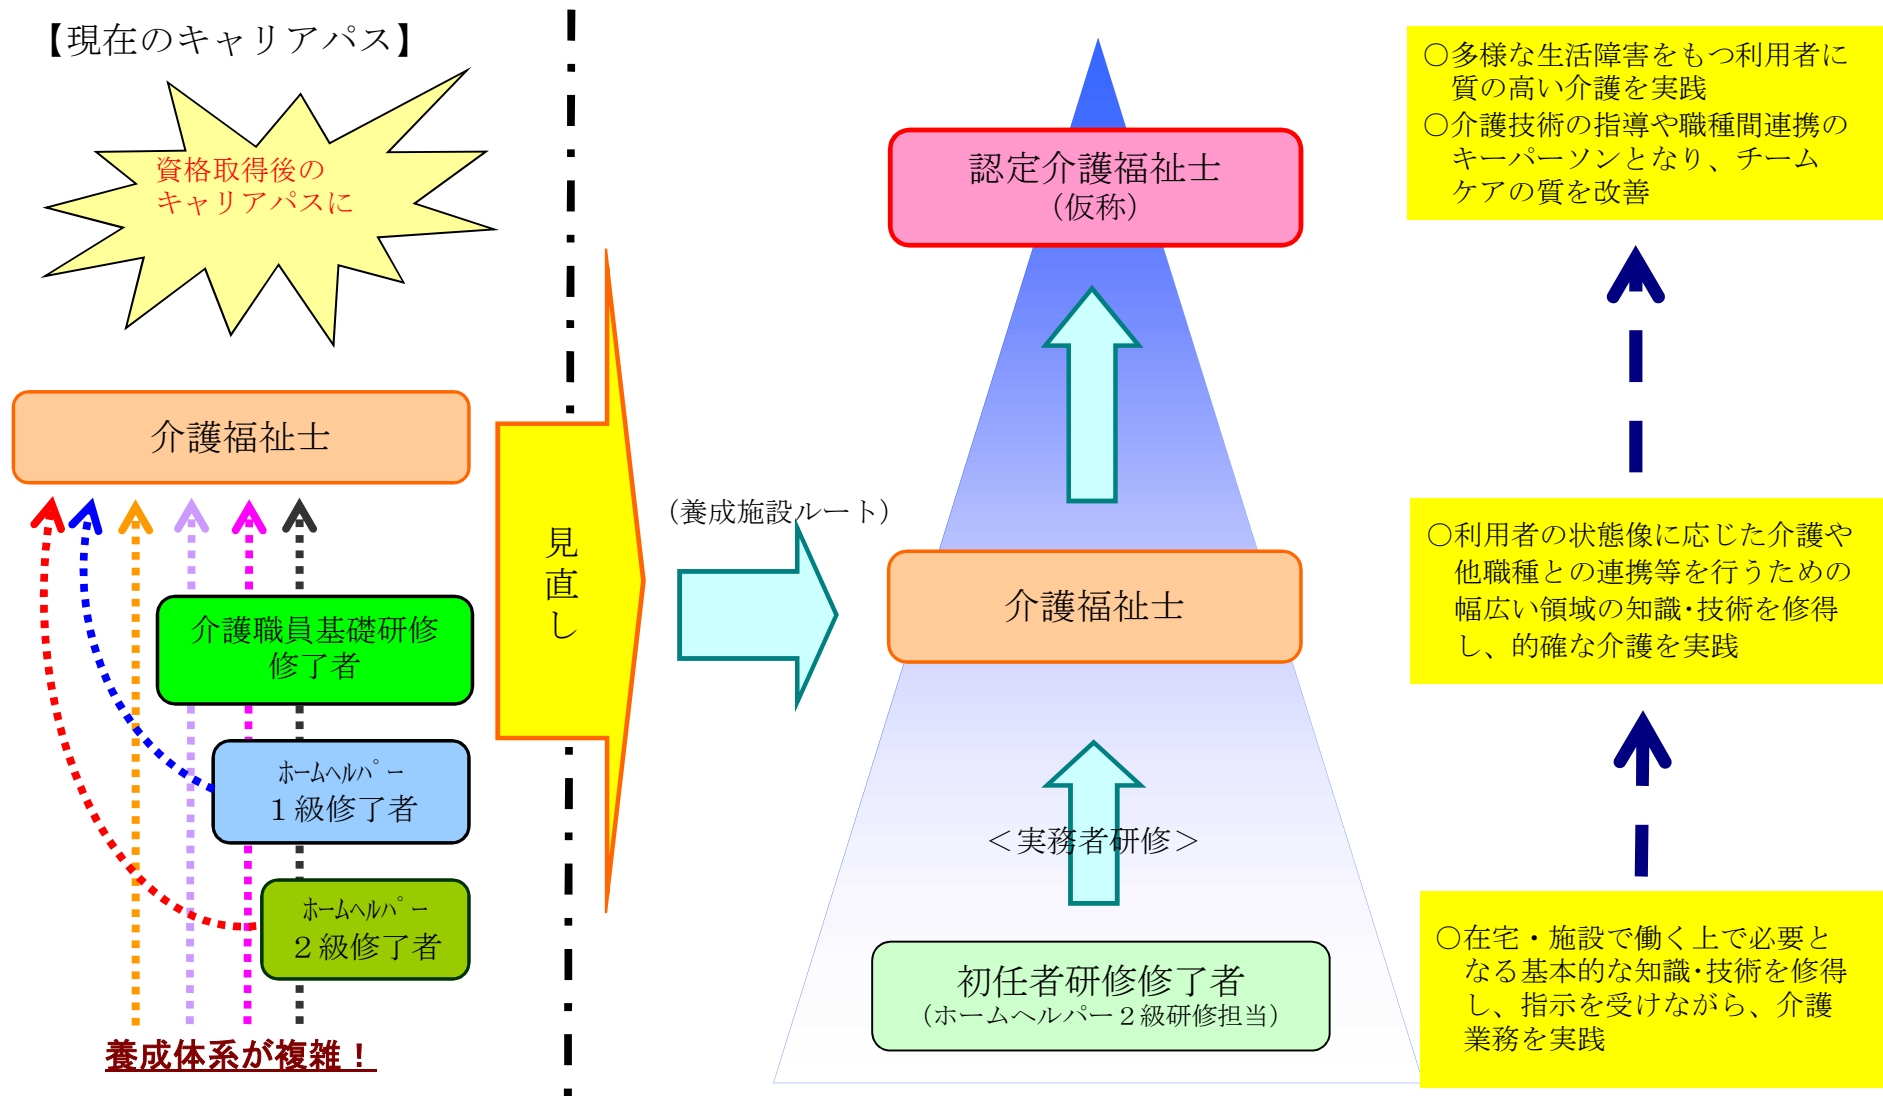 【現在のキャリアパス】
資格取得後の
キャリアパスに
介護福祉士
介護職員基礎研修
修了者
ﾎｰﾑﾍﾙﾊﾟｰ
１級修了者
ﾎｰﾑﾍﾙﾊﾟｰ
２級修了者
養成体系が複雑！
見直し
（養成施設ルート）
認定介護福祉士
（仮称）
介護福祉士
＜実務者研修＞
初任者研修修了者
（ホームヘルパー２級研修担当）
○多様な生活障害をもつ利用者に
質の高い介護を実践
○介護技術の指導や職種間連携の
キーパーソンとなり、チーム
ケアの質を改善
○利用者の状態像に応じた介護や
他職種との連携等を行うための
幅広い領域の知識･技術を修得
し、的確な介護を実践
○在宅・施設で働く上で必要と
なる基本的な知識･技術を修得
し、指示を受けながら、介護
業務を実践